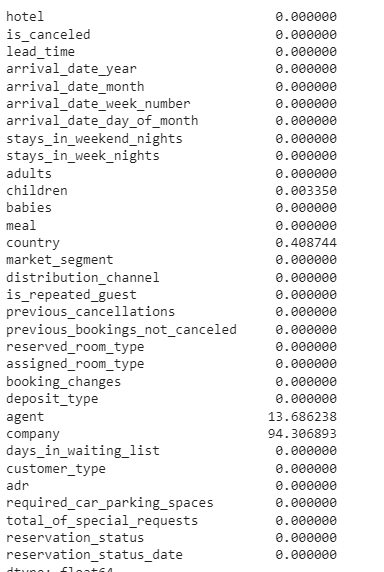 hotel 0.000000
is_canceled 0.000000
lead_time 0.000000
arrival_date_year 0.000000
arrival_date_month 0.000000
arrival_date_week_number 0.000000
arrival_date_day_of_month 0.000000
stays_in_weekend_nights 0.000000
stays_in_week_nights 0.000000
adults 0.000000
children 0.003350
babies 0.000000
meal 0.000000
country 0.408744
market_segment 0.000000
distribution_channel 0.000000
is_repeated_guest 0.000000
previous_cancellations 0.000000
previous_bookings_not_canceled 0.000000
reserved_room_type 0.000000
assigned_room_type 0.000000
booking_changes 0.000000
deposit_type 0.000000
agent 13.686238
company 94.306893
days_in_waiting_list 0.000000
customer_type 0.000000
adr 0.000000
required_car_parking_spaces 0.000000
total_of_special_requests 0.000000
reservation_status 0.000000
reservation_status_date 0.000000
dtype: float64